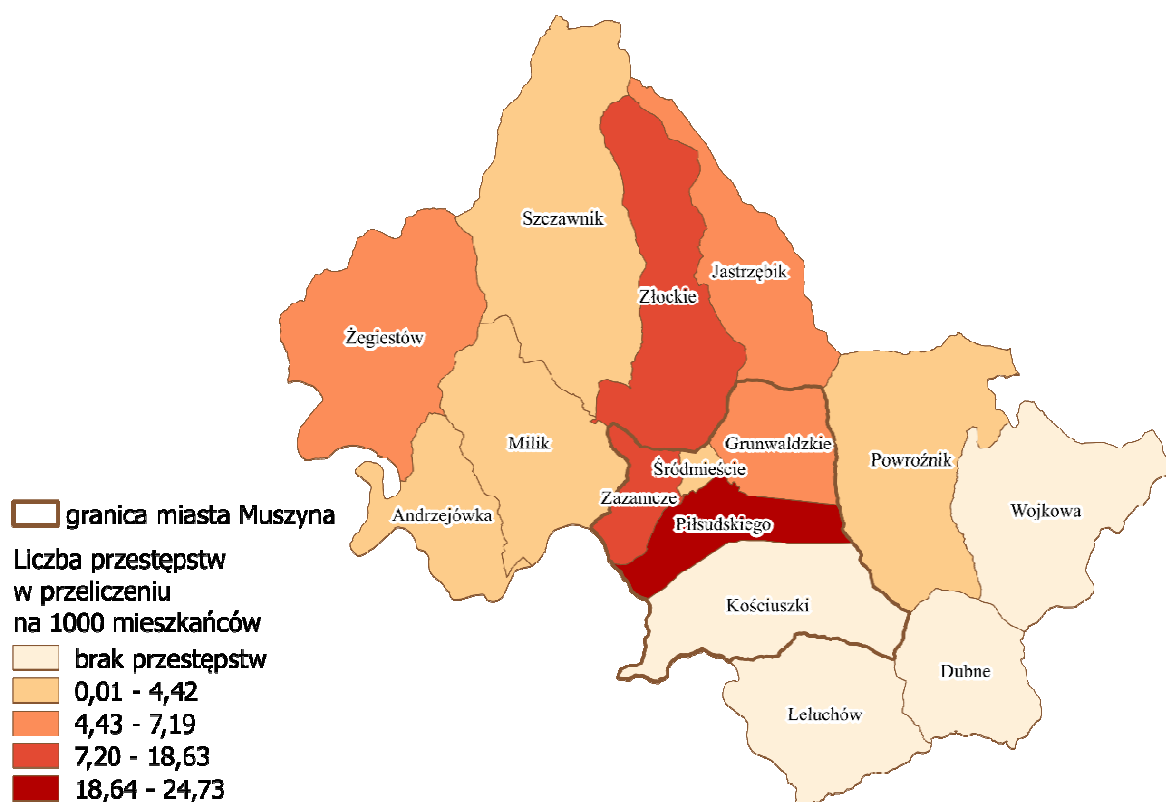 Szczawnik
Jastrzębik
Złockie
Żegiestów
Milik
Grunwaldzkie
Powroźnik
Śródmieście
Zazamcze
Andrzejówka
Piłsudskiego
Wojkowa
Kościuszki
Dubne
Leluchów
granica miasta Muszyna
Liczba przestępstw
w przeliczeniu
na 1000 mieszkańców
brak przestępstw
0,01 - 4,42
4,43 - 7,19
7,20 - 18,63
18,64 - 24,73